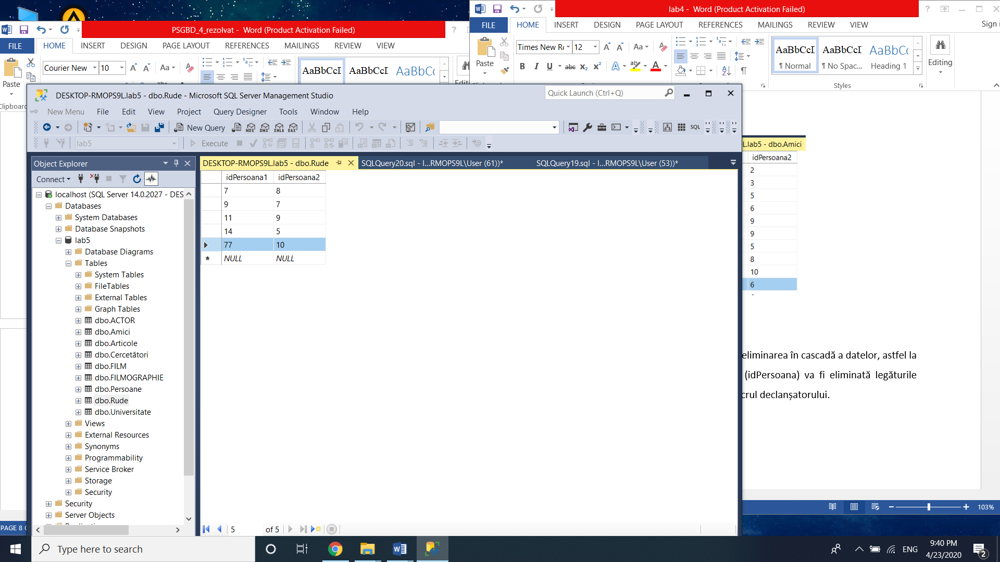 lab4 - Word (Product Activation Failed)
FILE HOME INSERT DESIGN PAGE LAYOUT REFERENCES MAILINGS REVIEW VIEW
Times New Ro 12
Paste
AaBbCcI AaBbCcI AaBbCc
¶ Normal ¶ No Spac... Heading 1
Editing
Styles
PSGBD_4_rezolvat - Word (Product Activation Failed)
FILE HOME INSERT DESIGN PAGE LAYOUT REFERENCES MAILINGS REVIEW VIEW
Courier New 10
Paste
AaBbCcI AaBbCcI AaBbCc
DESKTOP-RMOPS9L.lab5 - dbo.Rude - Microsoft SQL Server Management Studio
Quick Launch (Ctrl+Q)
New Menu File Edit View Project Query Designer Tools Window Help
New Query MDX DMX XMLA DAX SQL
lab5 Execute
Object Explorer
Connect
localhost (SQL Server 14.0.2027 - DES
Databases
System Databases
Database Snapshots
lab5
Database Diagrams
Tables
System Tables
FileTables
External Tables
Graph Tables
dbo.ACTOR
dbo.Amici
dbo.Articole
dbo.Cercetători
dbo.FILM
dbo.FILMOGRAPHIE
dbo.Persoane
dbo.Rude
dbo.Universitate
Views
External Resources
Synonyms
Programmability
Service Broker
Storage
Security
Security
Server Objects
DESKTOP-RMOPS9L.lab5 - dbo.Rude SQLQuery20.sql - l...RMOPS9L\User (61))* SQLQuery19.sql - l...RMOPS9L\User (53))*
idPersoana1 idPersoana2
7 8
9 7
11 9
14 5
77 10
NULL NULL
5 of 5
L.lab5 - dbo.Amici
idPersoana2
2
3
5
6
9
9
5
8
10
6
eliminarea în cascadă a datelor, astfel la
(idPersoana) va fi eliminată legăturile
crul declanșatorului.
103%
PAGE 8
Type here to search
ENG
9:40 PM
4/23/2020
2